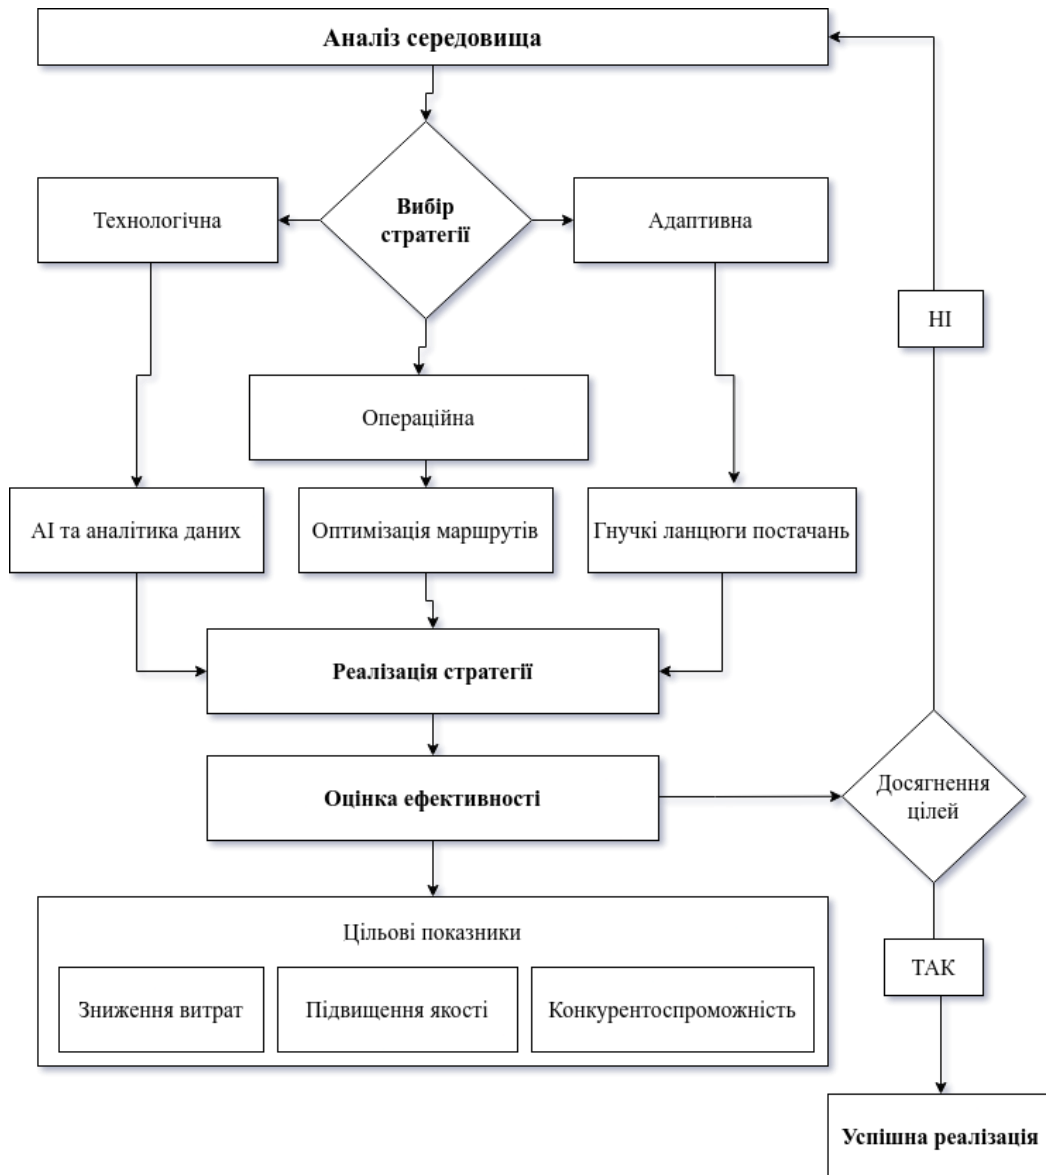 Аналіз середовища
Технологічна
Вибір
стратегії
Адаптивна
НІ
Операційна
AI та аналітика даних
Оптимізація маршрутів
Гнучкі ланцюги постачань
Реалізація стратегії
Оцінка ефективності
Досягнення
цілей
Цільові показники
Зниження витрат
Підвищення якості
Конкурентоспроможність
ТАК
Успішна реалізація